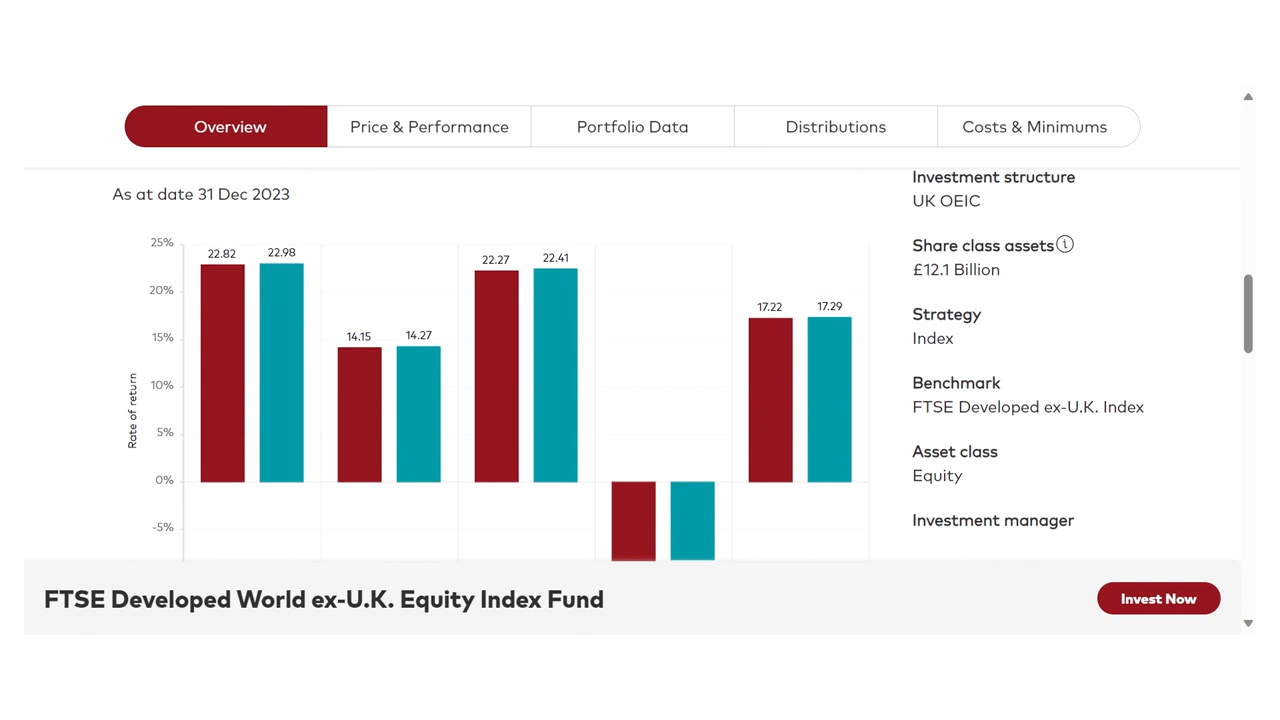 Overview
Price & Performance
Portfolio Data
Distributions
Costs & Minimums
As at date 31 Dec 2023
25%
20%
15%
10%
5%
0%
-5%
Rate of return
22.82
22.98
14.15
14.27
22.27
22.41
17.22
17.29
Investment structure
UK OEIC
Share class assets i
£12.1 Billion
Strategy
Index
Benchmark
FTSE Developed ex-U.K. Index
Asset class
Equity
Investment manager
FTSE Developed World ex-U.K. Equity Index Fund
Invest Now